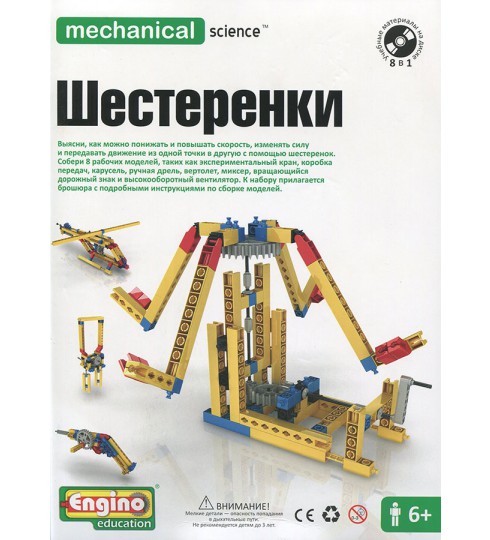 mechanical science™
Учебные материалы на диске
8 в 1
Шестеренки
Выясни, как можно понижать и повышать скорость, изменять силу
и передавать движение из одной точки в другую с помощью шестеренок.
Собери 8 рабочих моделей, таких как экспериментальный кран, коробка
передач, карусель, ручная дрель, вертолет, миксер, вращающийся
дорожный знак и высокооборотный вентилятор. К набору прилагается
брошюра с подробными инструкциями по сборке моделей.
Engino
education
®
ВНИМАНИЕ!
Мелкие детали — опасность попадания
в дыхательные пути.
Не рекомендуется детям до 3 лет.
0-3
CE
6+